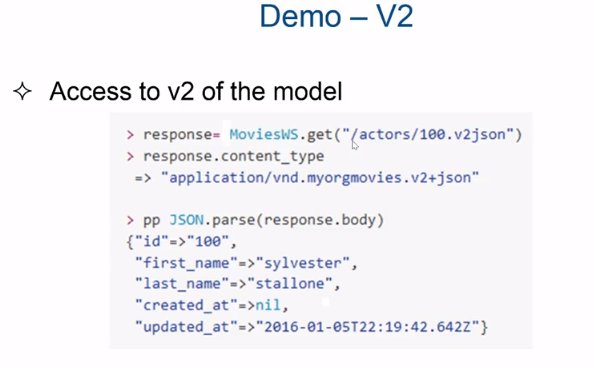 Demo – V2
✧ Access to v2 of the model
> response= MoviesWS.get("/actors/100.v2json")
> response.content_type
=> "application/vnd.myorgmovies.v2+json"
> pp JSON.parse(response.body)
{"id"=>"100",
"first_name"=>"sylvester",
"last_name"=>"stallone",
"created_at"=>nil,
"updated_at"=>"2016-01-05T22:19:42.642Z"}